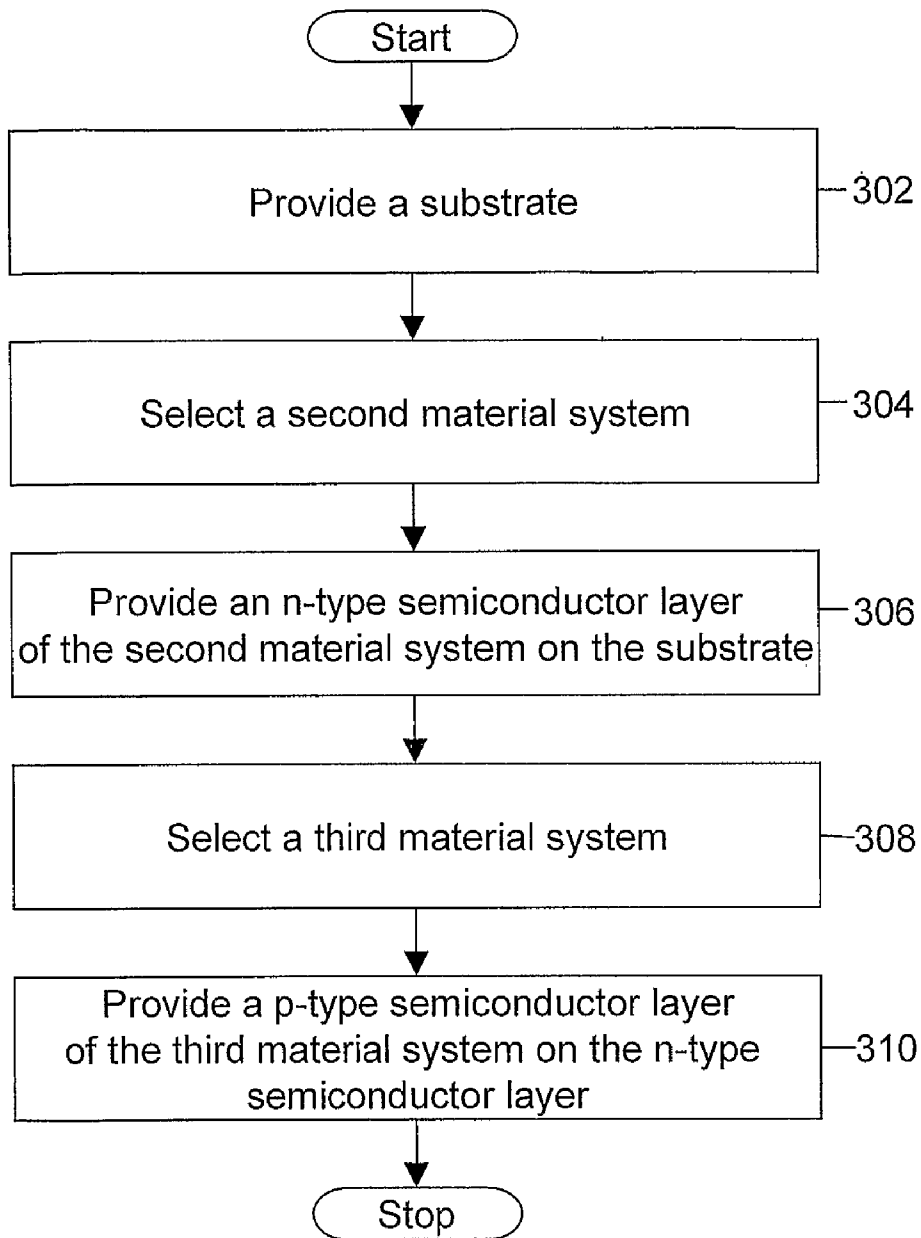 Start
Provide a substrate
302
Select a second material system
304
Provide an n-type semiconductor layer
of the second material system on the substrate
306
Select a third material system
308
Provide a p-type semiconductor layer
of the third material system on the n-type
semiconductor layer
310
Stop